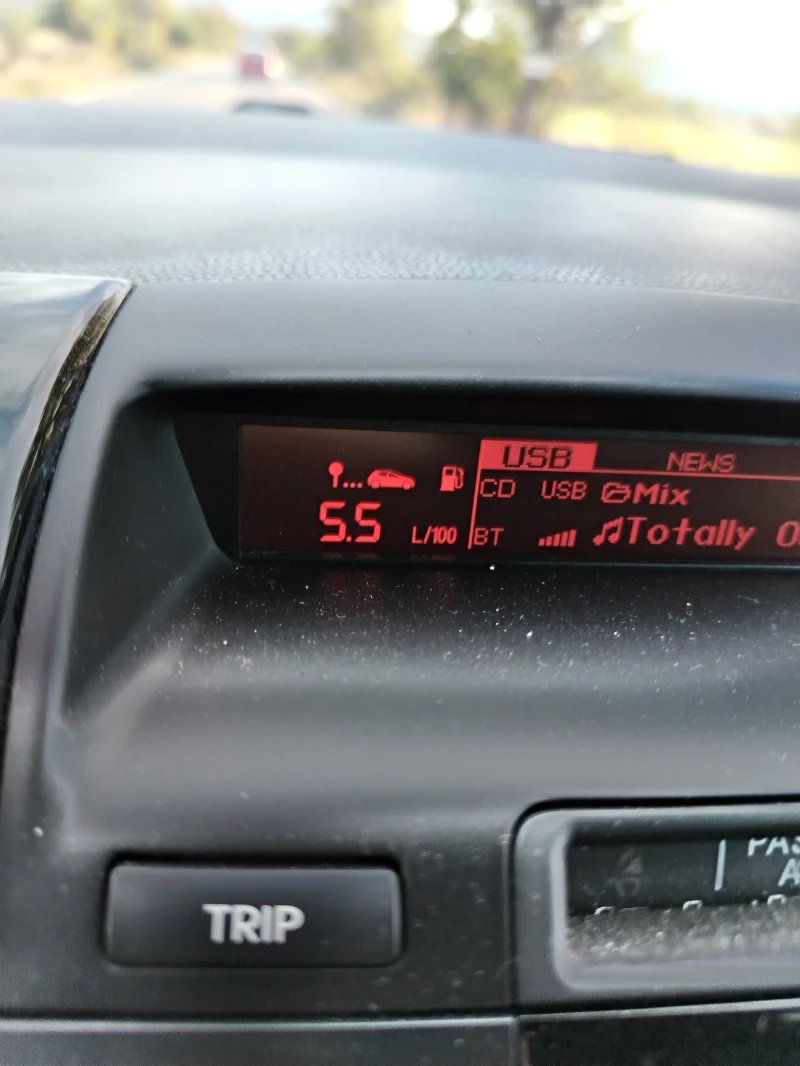 USB NEWS
CD USB Mix
5.5 L/100 BT Totally
TRIP